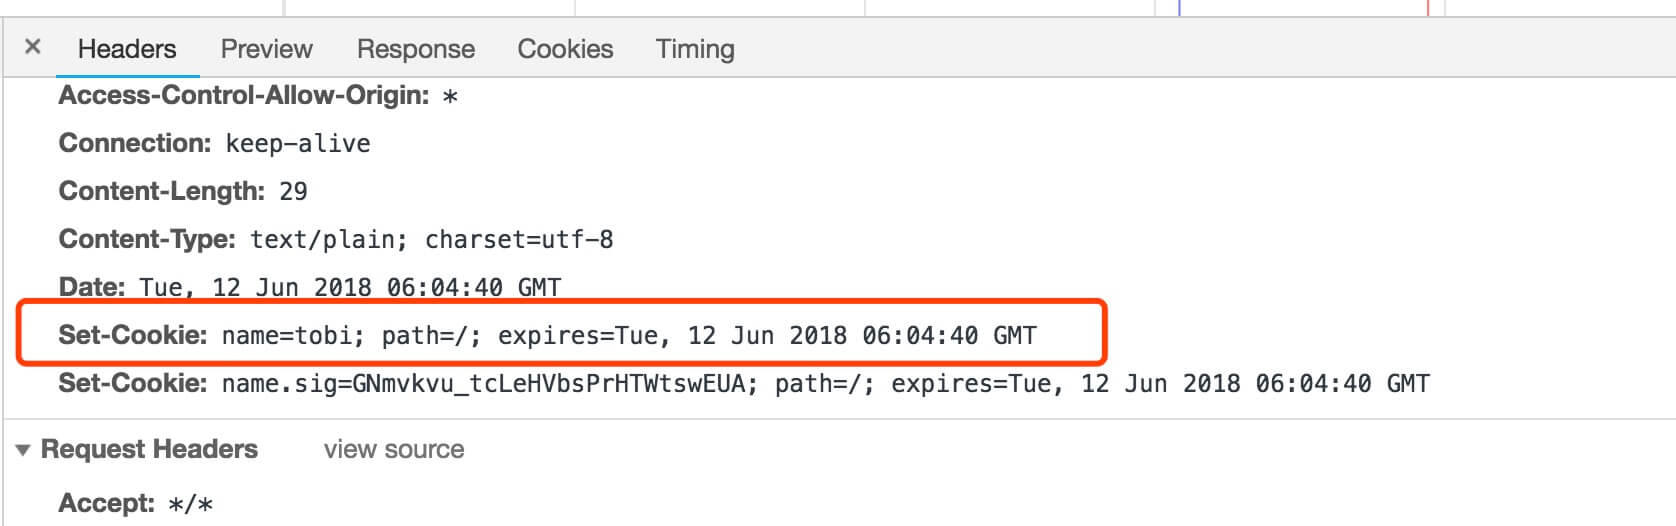 × Headers Preview Response Cookies Timing
Access-Control-Allow-Origin: *
Connection: keep-alive
Content-Length: 29
Content-Type: text/plain; charset=utf-8
Date: Tue, 12 Jun 2018 06:04:40 GMT
Set-Cookie: name=tobi; path=/; expires=Tue, 12 Jun 2018 06:04:40 GMT
Set-Cookie: name.sig=GNmvkvu_tcLeHVbsPrHTWtswEUA; path=/; expires=Tue, 12 Jun 2018 06:04:40 GMT
▼ Request Headers view source
Accept: */*